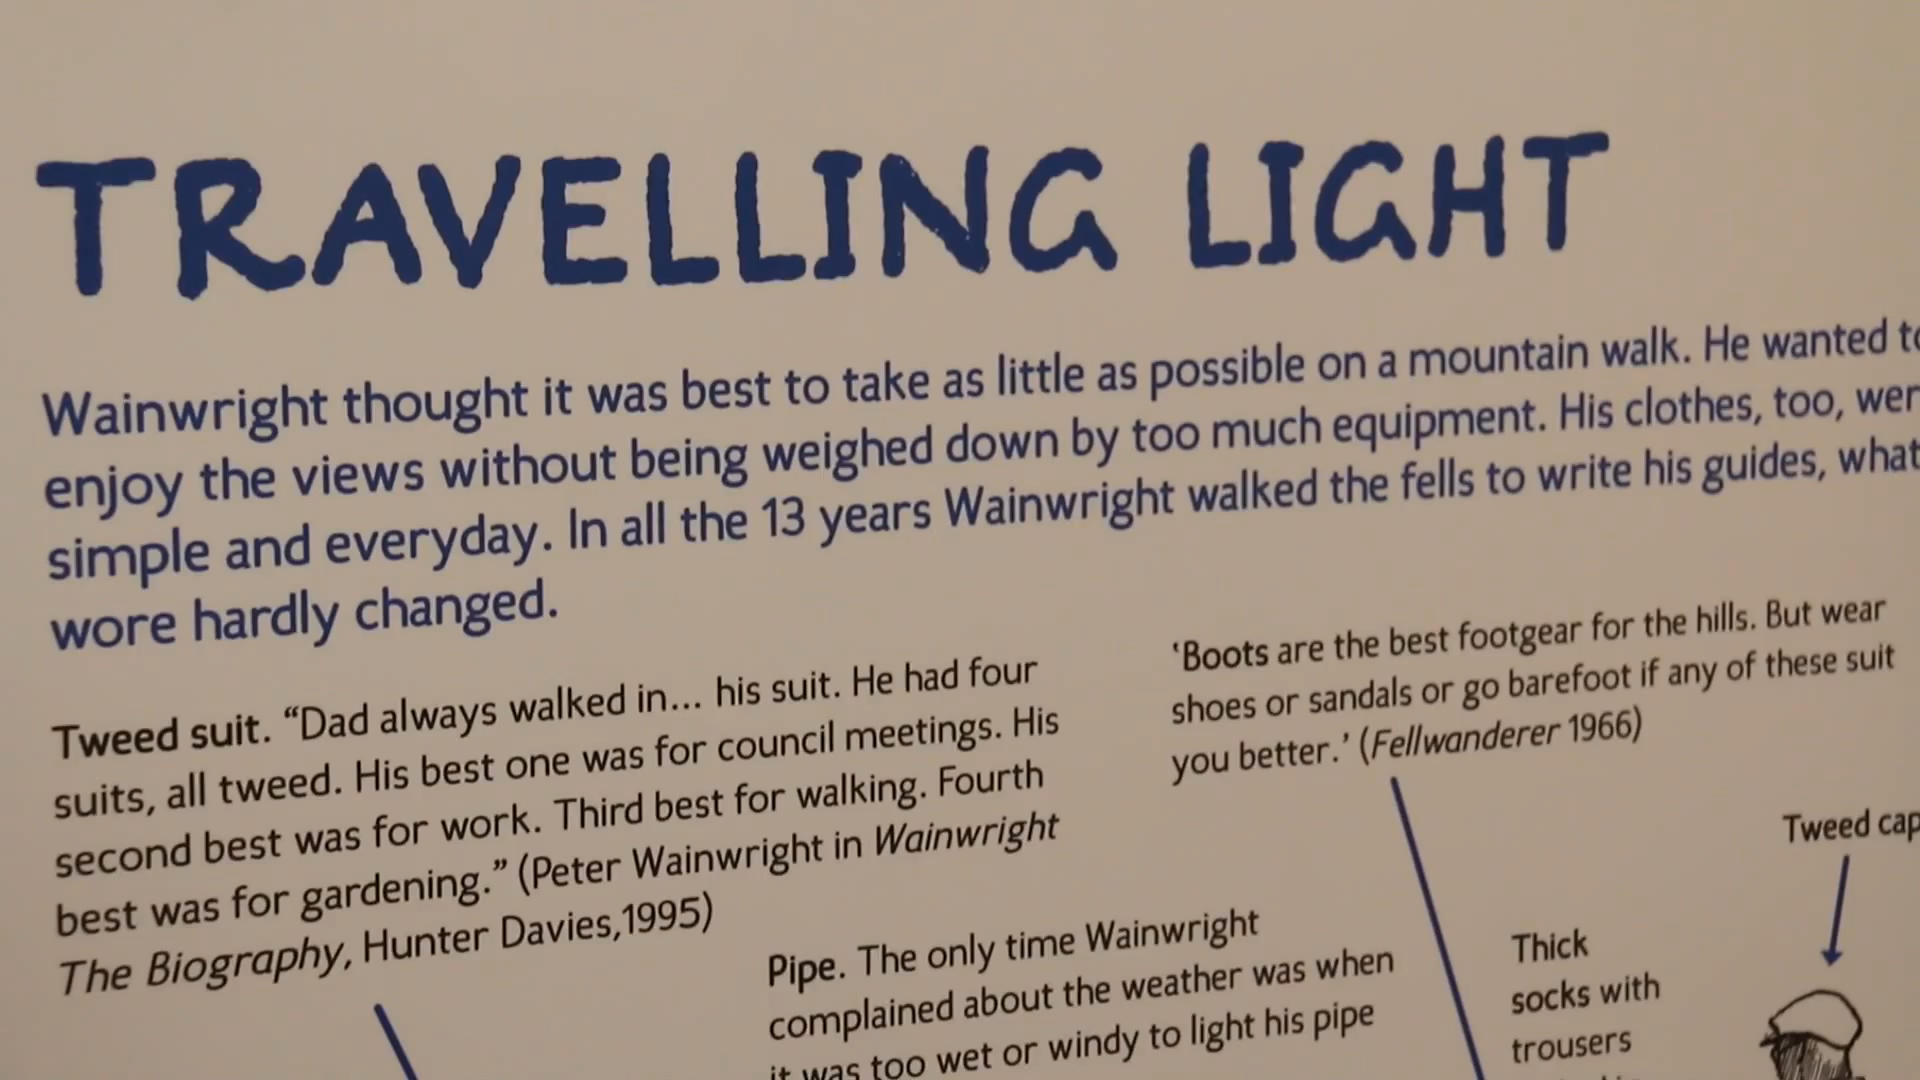 TRAVELLING LIGHT
Wainwright thought it was best to take as little as possible on a mountain walk. He wanted to
enjoy the views without being weighed down by too much equipment. His clothes, too, wer
simple and everyday. In all the 13 years Wainwright walked the fells to write his guides, what
wore hardly changed.
Tweed suit. “Dad always walked in... his suit. He had four
suits, all tweed. His best one was for council meetings. His
second best was for work. Third best for walking. Fourth
best was for gardening.” (Peter Wainwright in Wainwright
The Biography, Hunter Davies,1995)
‘Boots are the best footgear for the hills. But wear
shoes or sandals or go barefoot if any of these suit
you better.’ (Fellwanderer 1966)
Pipe. The only time Wainwright
complained about the weather was when
it was too wet or windy to light his pipe
Tweed cap
Thick
socks with
trousers